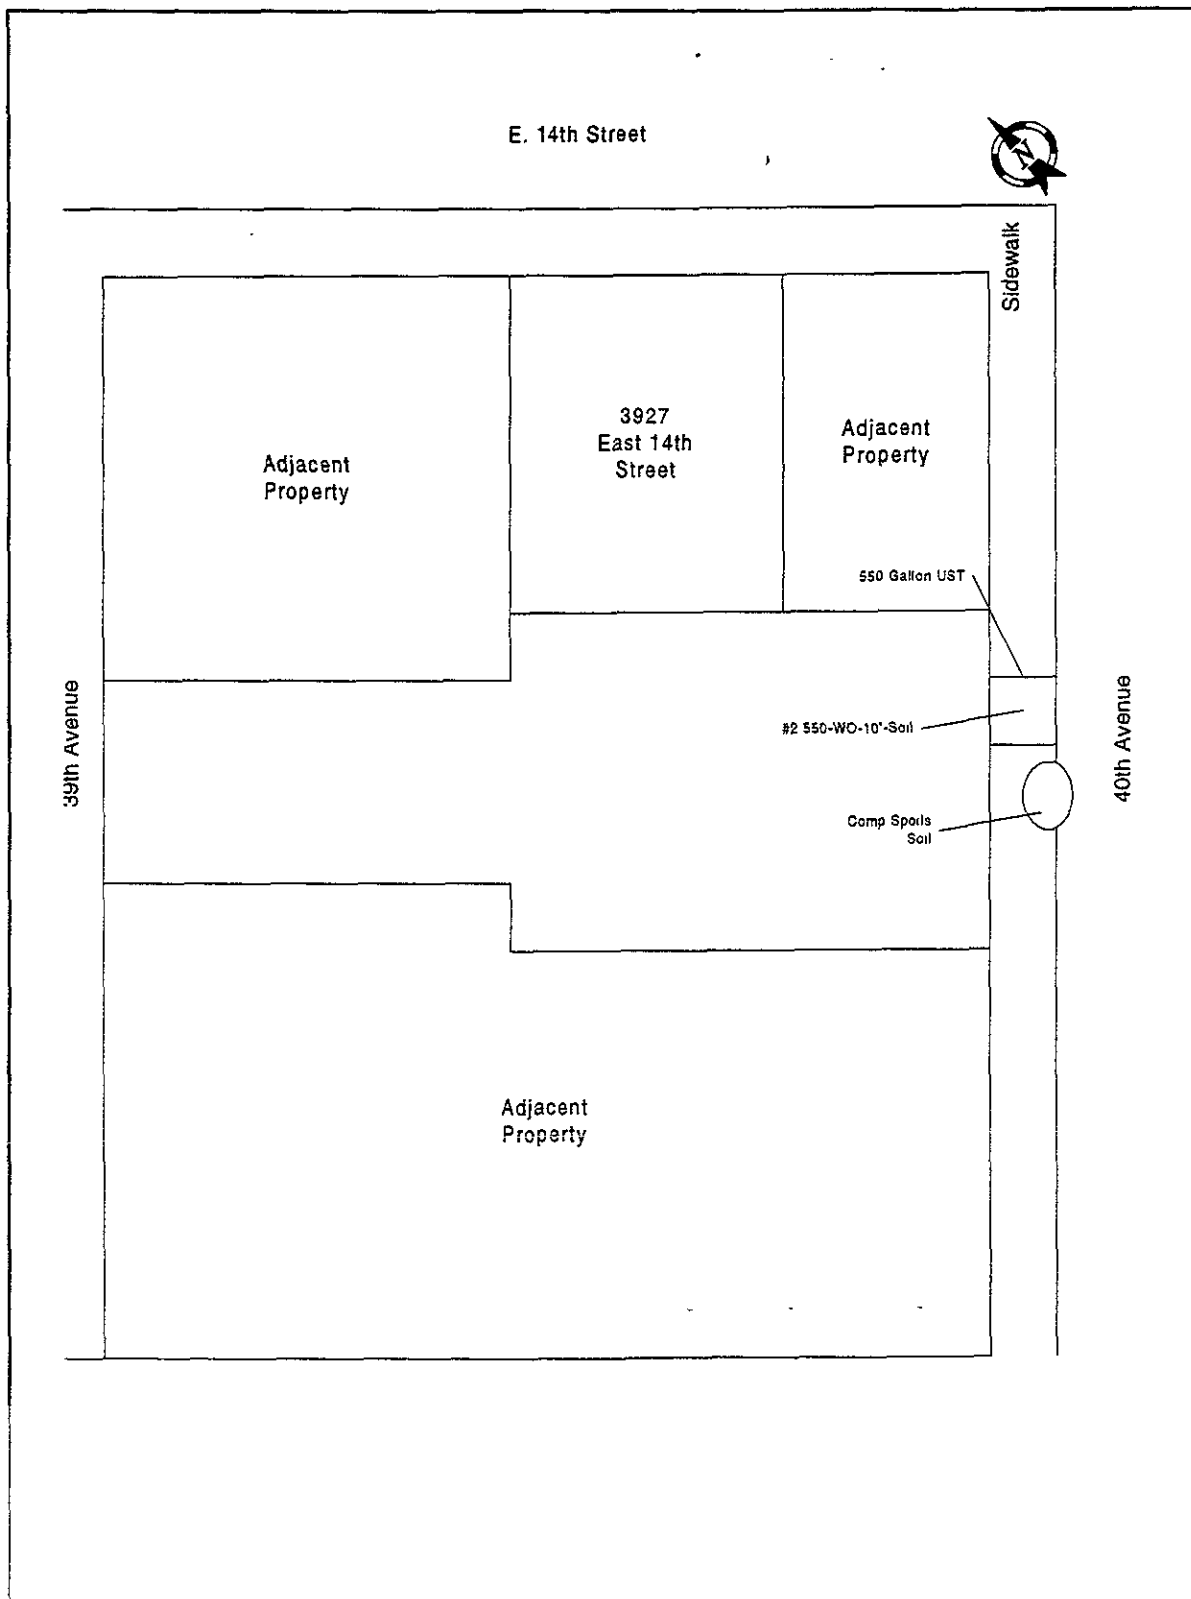 E. 14th Street
N
Sidewalk
3927
East 14th
Street
Adjacent
Property
Adjacent
Property
550 Gallon UST
39th Avenue
40th Avenue
#2 550-WO-10'-Soil
Comp Spoils
Soil
Adjacent
Property